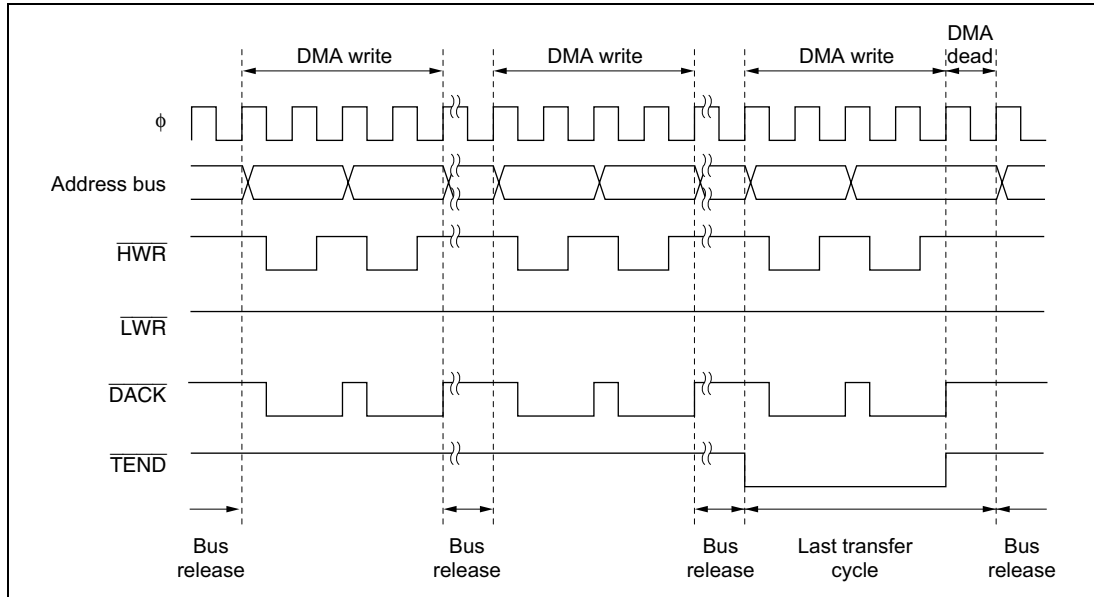 DMA
DMA write DMA write DMA write dead
ϕ
Address bus
HWR
LWR
DACK
TEND
Bus Bus Bus Last transfer Bus
release release release cycle release